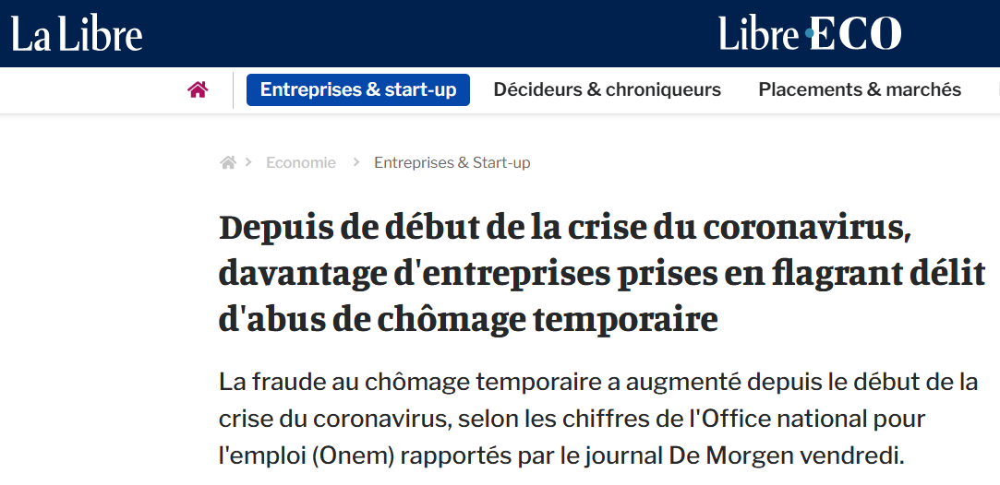 La Libre
Libre ECO
Entreprises & start-up
Décideurs & chroniqueurs
Placements & marchés
Economie
Entreprises & Start-up
Depuis de début de la crise du coronavirus,
davantage d'entreprises prises en flagrant délit
d'abus de chômage temporaire
La fraude au chômage temporaire a augmenté depuis le début de la
crise du coronavirus, selon les chiffres de l'Office national pour
l'emploi (Onem) rapportés par le journal De Morgen vendredi.